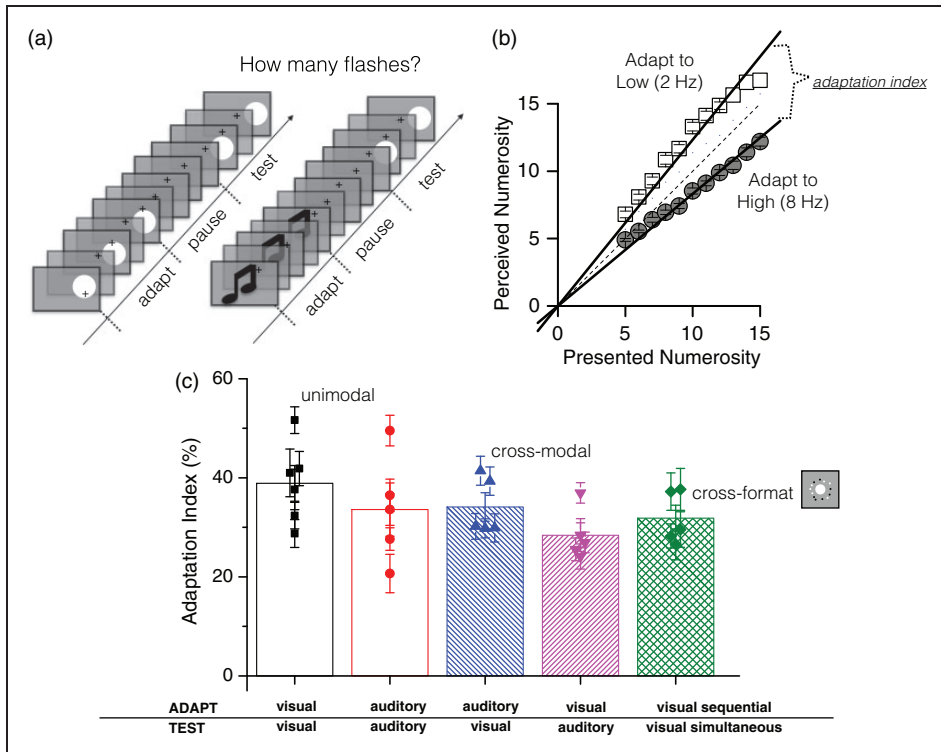 (a)
How many flashes?
adapt
pause
test
adapt
pause
test
(b)
Adapt to
Low (2 Hz)
adaptation index
Adapt to
High (8 Hz)
Perceived Numerosity
15
10
5
0
0 5 10 15
Presented Numerosity
(c)
unimodal
cross-modal
cross-format
Adaptation Index (%)
60
40
20
0
ADAPT visual auditory auditory visual visual sequential
TEST visual auditory visual auditory visual simultaneous